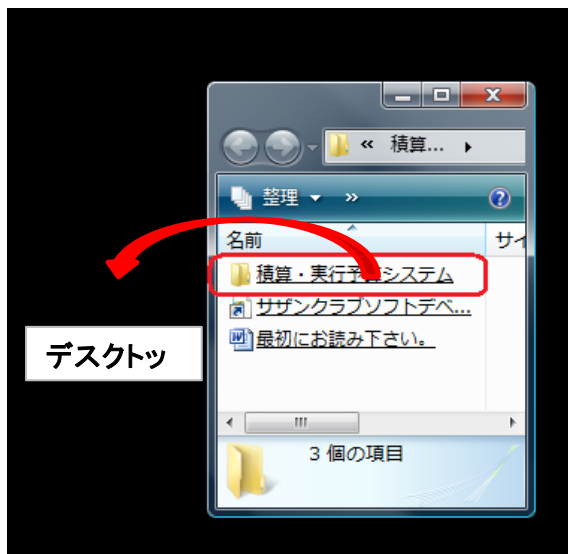 « 積算...
整理 »
名前 サイ
積算・実行予算システム
サザンクラブソフトデベ...
最初にお読み下さい。
デスクトッ
3 個の項目